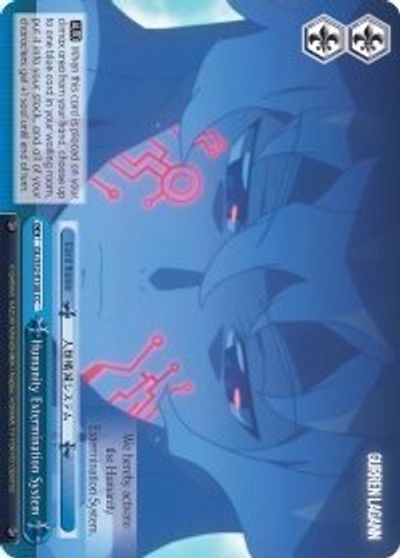 When this card is placed on your
climax area from your hand, choose up
to one blue card in your waiting room,
put it into your stock, and all of your
characters get +1 soul until end of turn.
We hereby activate
the Humanity
Extermination System.
Card Name
人類殲滅システム
Humanity Extermination System
GURREN LAGANN